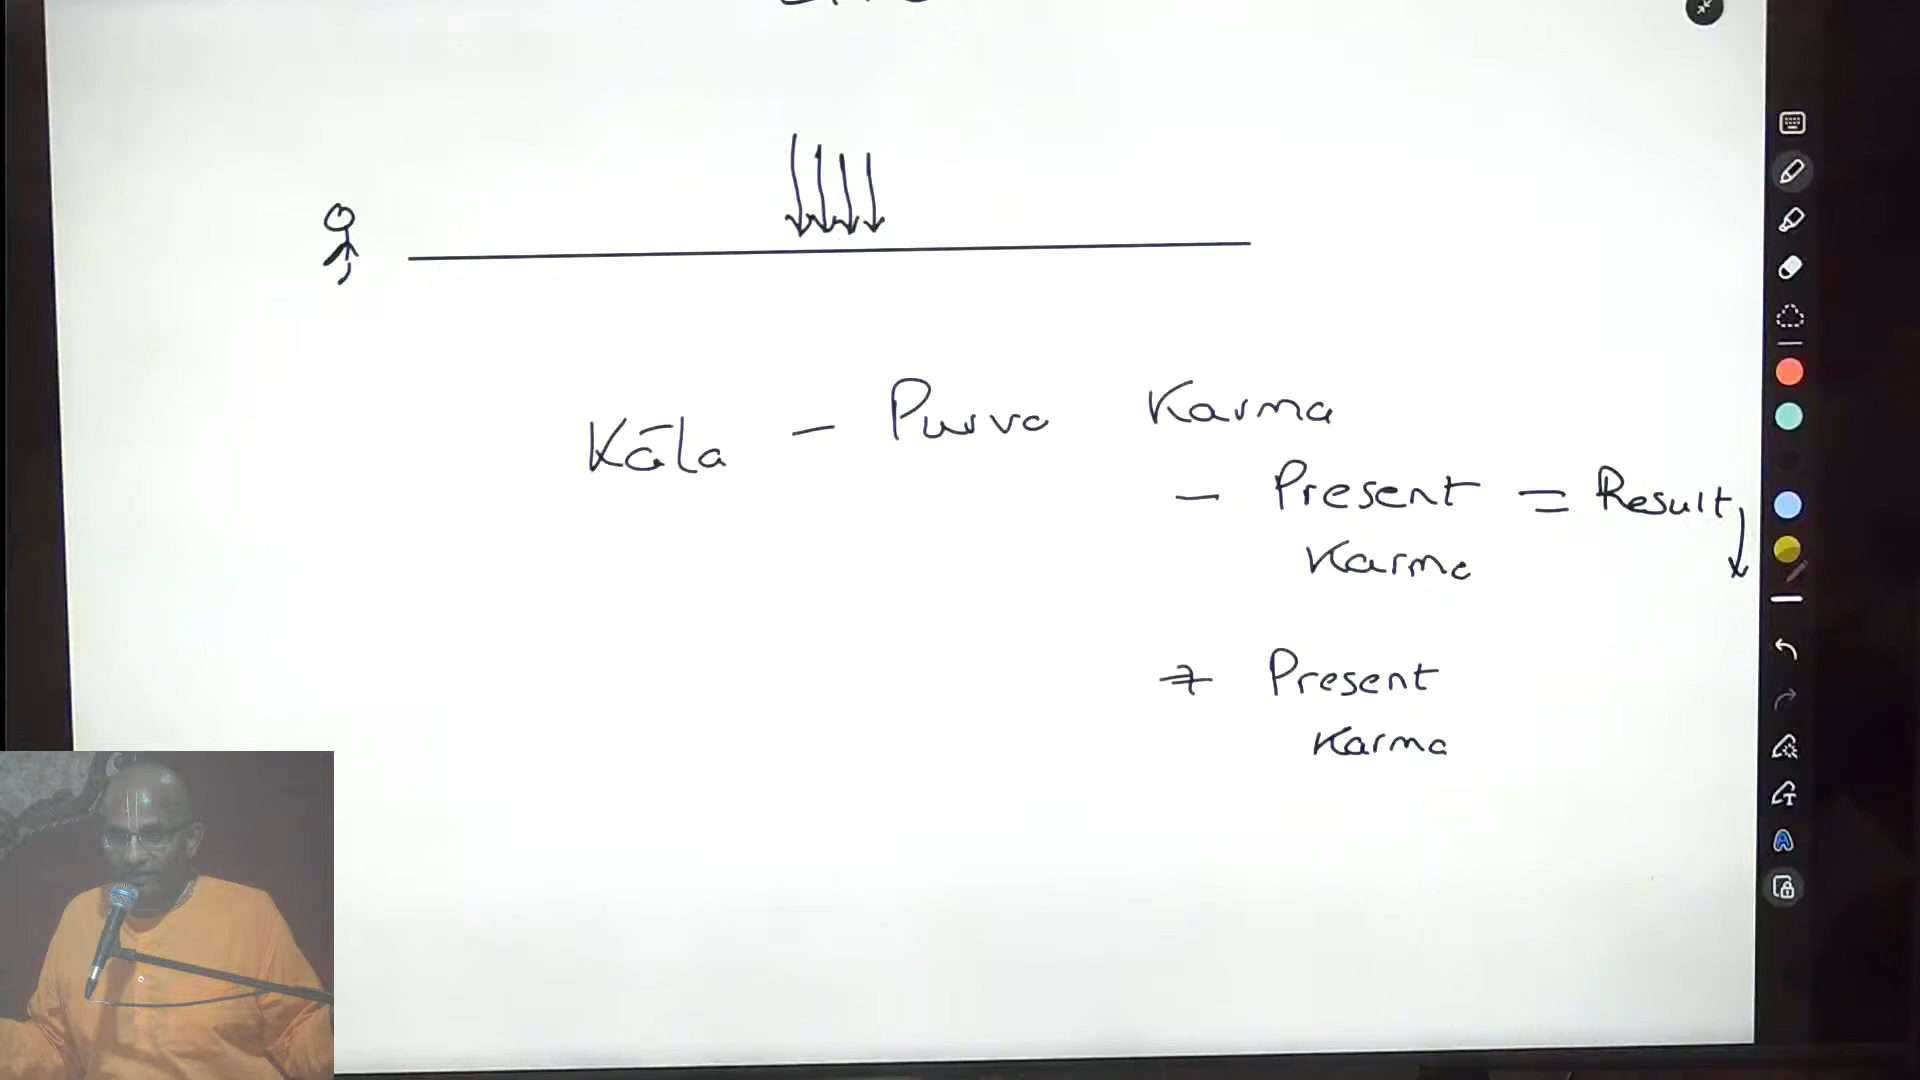 Kāla - Purva Karma
- Present = Result
Karma
Present
Karma